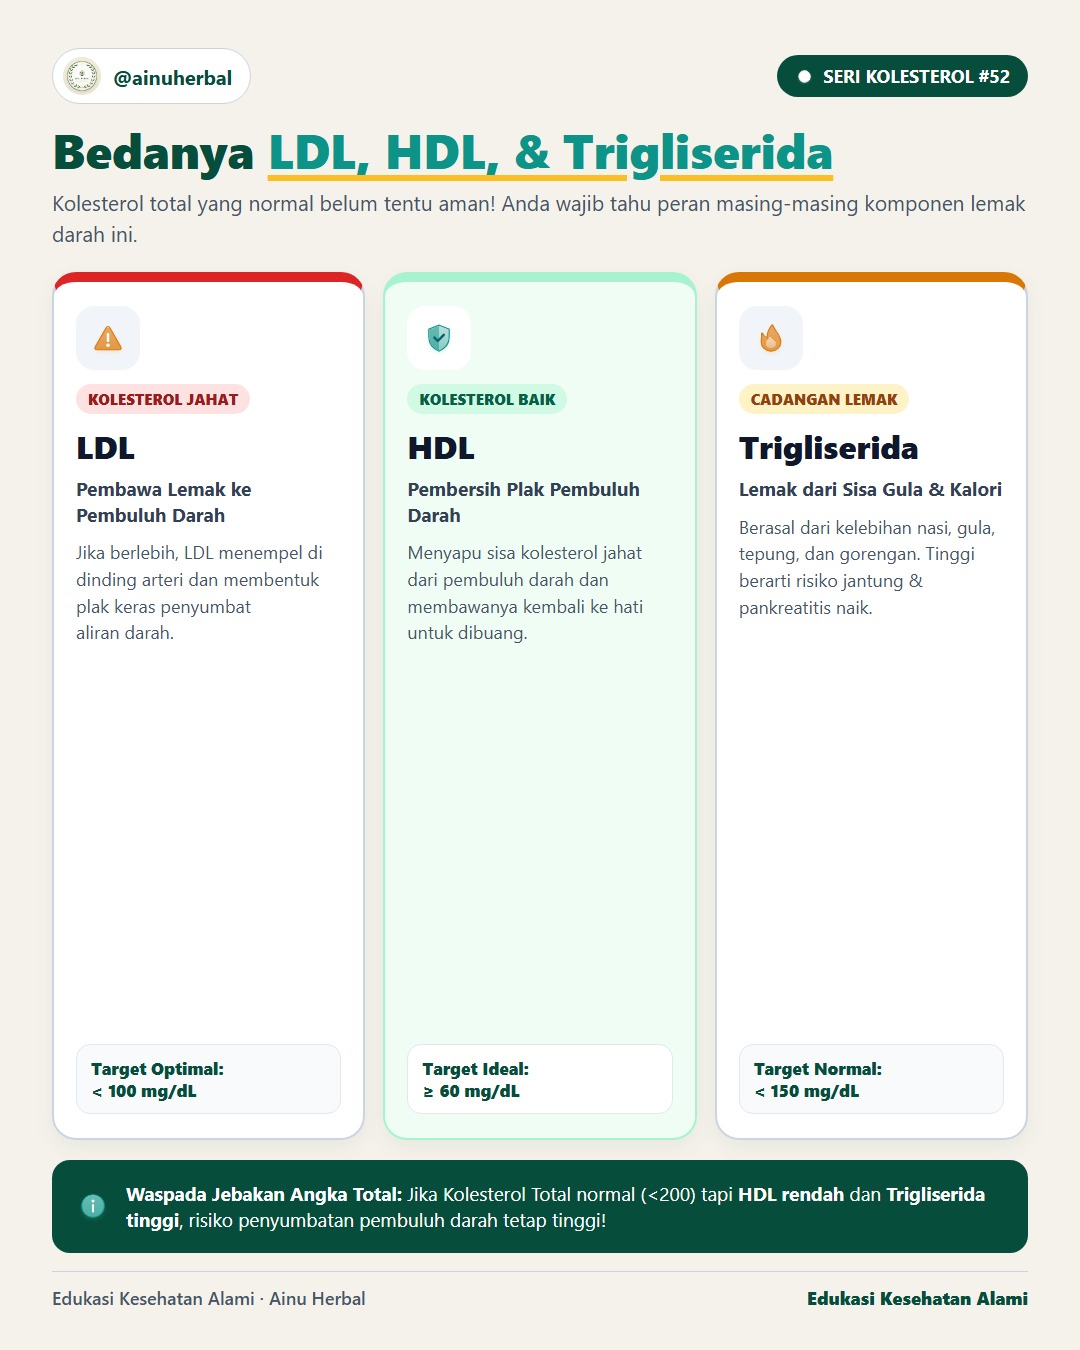 @ainuherbal
SERI KOLESTEROL #52
Bedanya LDL, HDL, & Trigliserida
Kolesterol total yang normal belum tentu aman! Anda wajib tahu peran masing-masing komponen lemak
darah ini.
KOLESTEROL JAHAT
LDL
Pembawa Lemak ke
Pembuluh Darah
Jika berlebih, LDL menempel di
dinding arteri dan membentuk
plak keras penyumbat
aliran darah.
Target Optimal:
< 100 mg/dL
KOLESTEROL BAIK
HDL
Pembersih Plak Pembuluh
Darah
Menyapu sisa kolesterol jahat
dari pembuluh darah dan
membawanya kembali ke hati
untuk dibuang.
Target Ideal:
≥ 60 mg/dL
CADANGAN LEMAK
Trigliserida
Lemak dari Sisa Gula & Kalori
Berasal dari kelebihan nasi, gula,
tepung, dan gorengan. Tinggi
berarti risiko jantung &
pankreatitis naik.
Target Normal:
< 150 mg/dL
Waspada Jebakan Angka Total: Jika Kolesterol Total normal (<200) tapi HDL rendah dan Trigliserida
tinggi, risiko penyumbatan pembuluh darah tetap tinggi!
Edukasi Kesehatan Alami · Ainu Herbal
Edukasi Kesehatan Alami